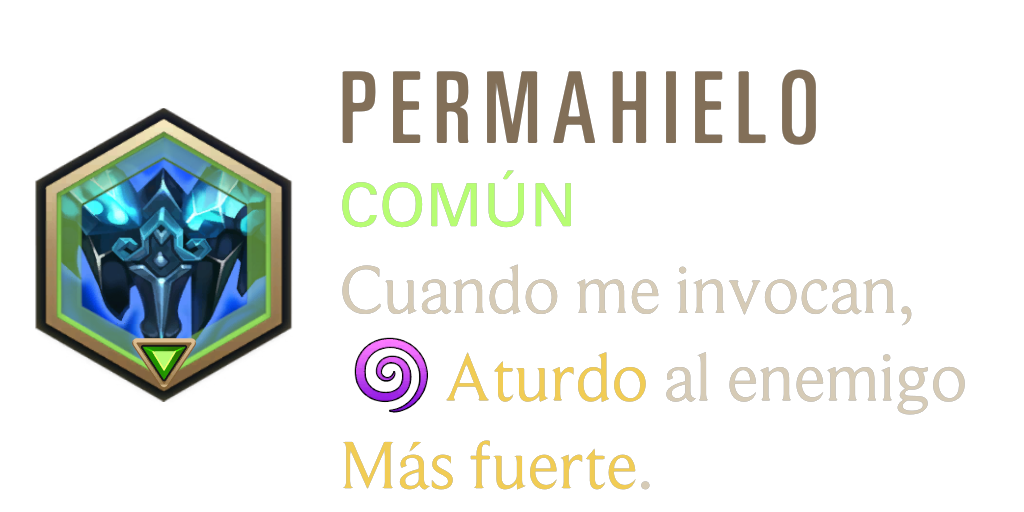 PERMAHIELO
COMÚN
Cuando me invocan,
Aturdo al enemigo
Más fuerte.